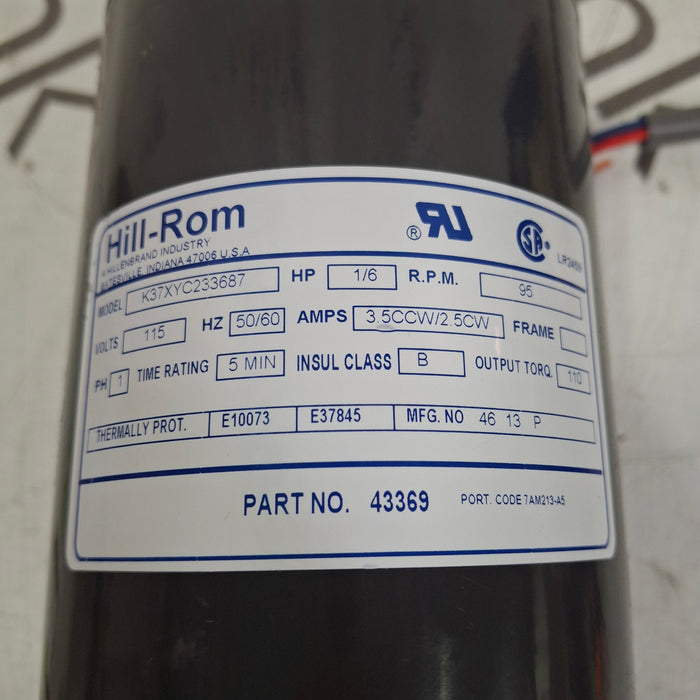 Hill-Rom
A HILLENBRAND INDUSTRY
BATESVILLE, INDIANA 47006 U.S.A
® RU SA LR2459
MODEL K37XYC233687 HP 1/6 R.P.M. 95
VOLTS 115 HZ 50/60 AMPS 3.5CCW/2.5CW FRAME
PH 1 TIME RATING 5 MIN INSUL CLASS B OUTPUT TORQ. 110
THERMALLY PROT. E10073 E37845 MFG. NO 46 13 P
PART NO. 43369 PORT. CODE 7AM213-A5